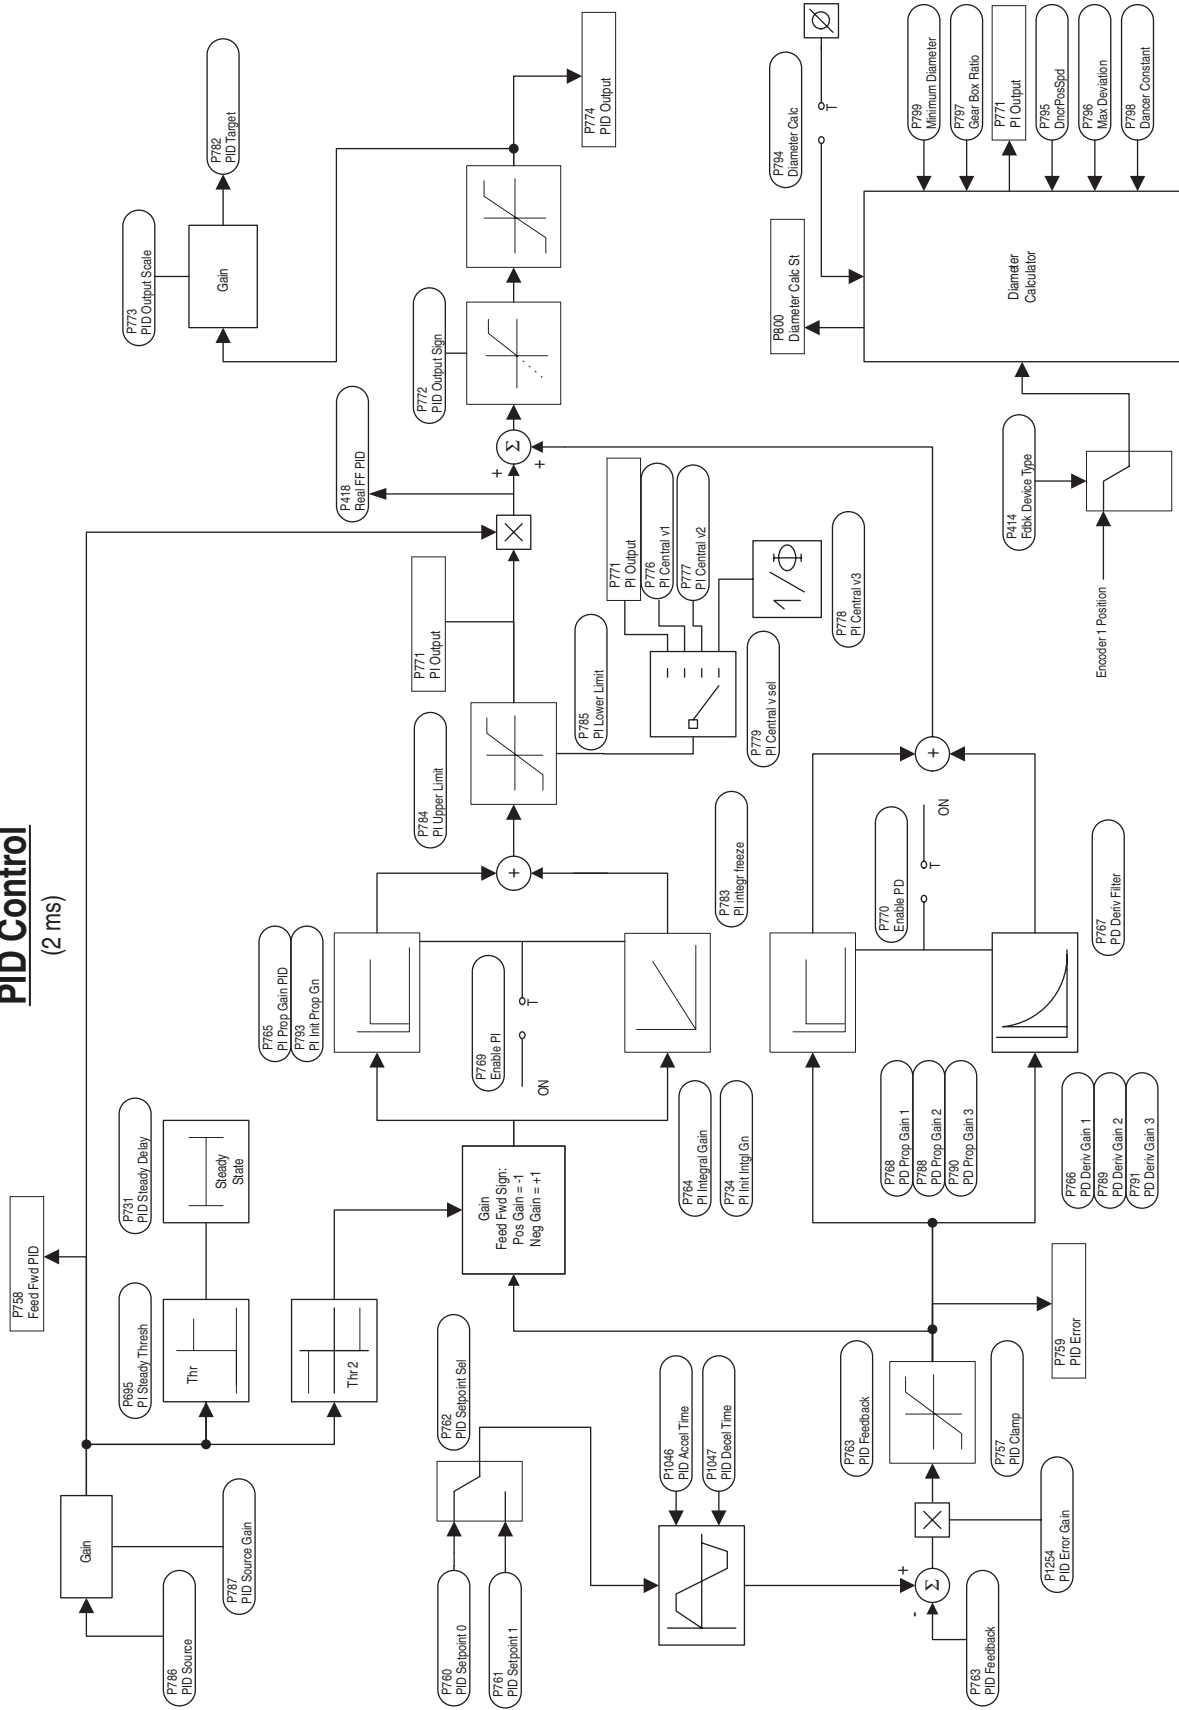 PID Control
(2 ms)
P758
Feed Fwd PID
P786
PID Source
P787
PID Source Gain
Gain
P695
PI Steady Thresh
Thr
P731
PID Steady Delay
Steady
State
Thr 2
P773
PID Output Scale
Gain
P782
PID Target
P418
Real FF PID
P772
PID Output Sign
P774
PID Output
P760
PID Setpoint 0
P761
PID Setpoint 1
P762
PID Setpoint Sel
Gain
Feed Fwd Sign:
Pos Gain = -1
Neg Gain = +1
P765
PI Prop Gain PID
P793
PI Init Prop Gn
P769
Enable PI
ON
T
P764
PI Integral Gain
P734
PI Init Intgl Gn
P783
PI integr freeze
+
P784
PI Upper Limit
P785
PI Lower Limit
P771
PI Output
+
+
Σ
P771
PI Output
P776
PI Central v1
P777
PI Central v2
P778
PI Central v3
1/Φ
P779
PI Central v sel
P1046
PID Accel Time
P1047
PID Decel Time
P763
PID Feedback
-
+
Σ
P1254
PID Error Gain
P763
PID Feedback
P757
PID Clamp
P759
PID Error
P768
PD Prop Gain 1
P788
PD Prop Gain 2
P790
PD Prop Gain 3
P766
PD Deriv Gain 1
P789
PD Deriv Gain 2
P791
PD Deriv Gain 3
P770
Enable PD
T
ON
P767
PD Deriv Filter
+
Encoder 1 Position
P414
Fdbk Device Type
P800
Diameter Calc St
P794
Diameter Calc
T
Ø
Diameter
Calculator
P799
Minimum Diameter
P797
Gear Box Ratio
P771
PI Output
P795
DncrPosSpd
P796
Max Deviation
P798
Dancer Constant